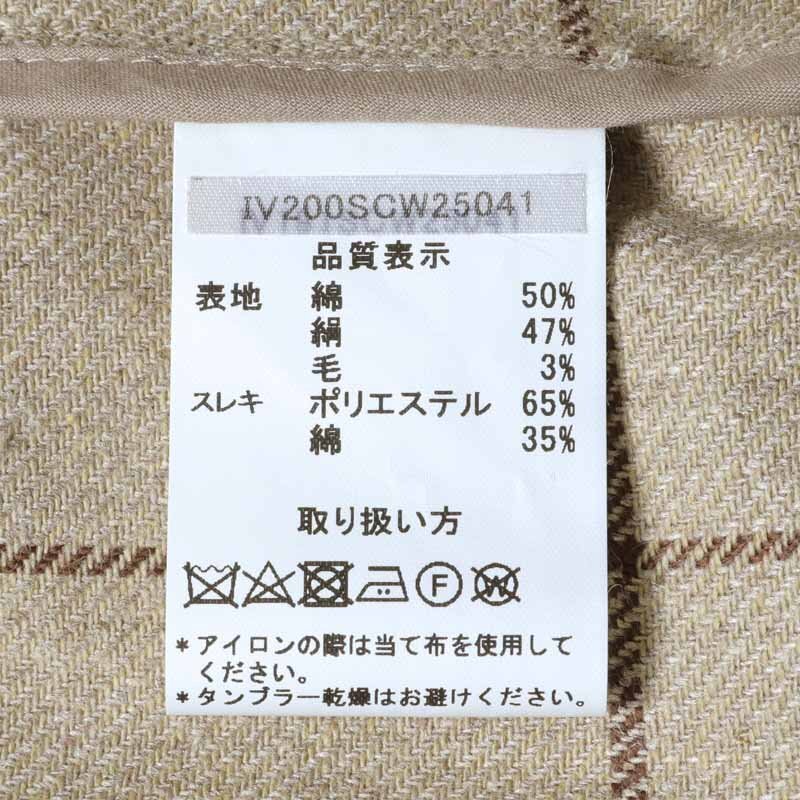 IV200SCW25041
品質表示
表地 綿 50%
絹 47%
毛 3%
スレキ ポリエステル 65%
綿 35%
取り扱い方
F W
*アイロンの際は当て布を使用して
ください。
*タンブラー乾燥はお避けください。